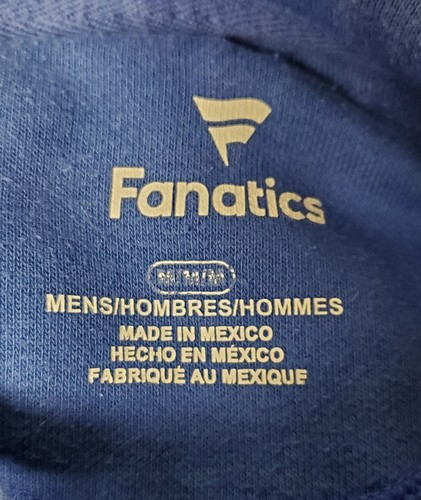 Fanatics
MENS/HOMBRES/HOMMES
MADE IN MEXICO
HECHO EN MÉXICO
FABRIQUÉ AU MEXIQUE